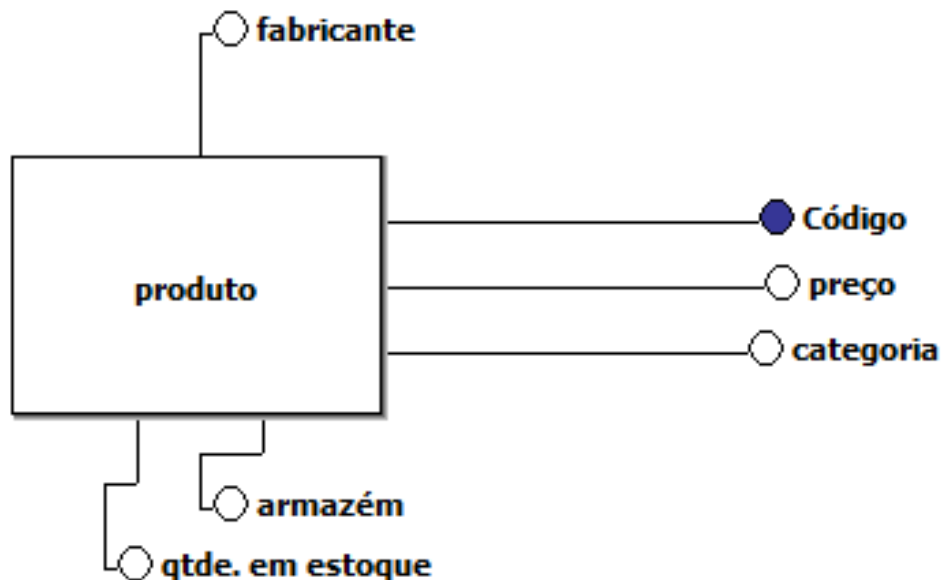 fabricante
Código
produto
preço
categoria
armazém
qtde. em estoque